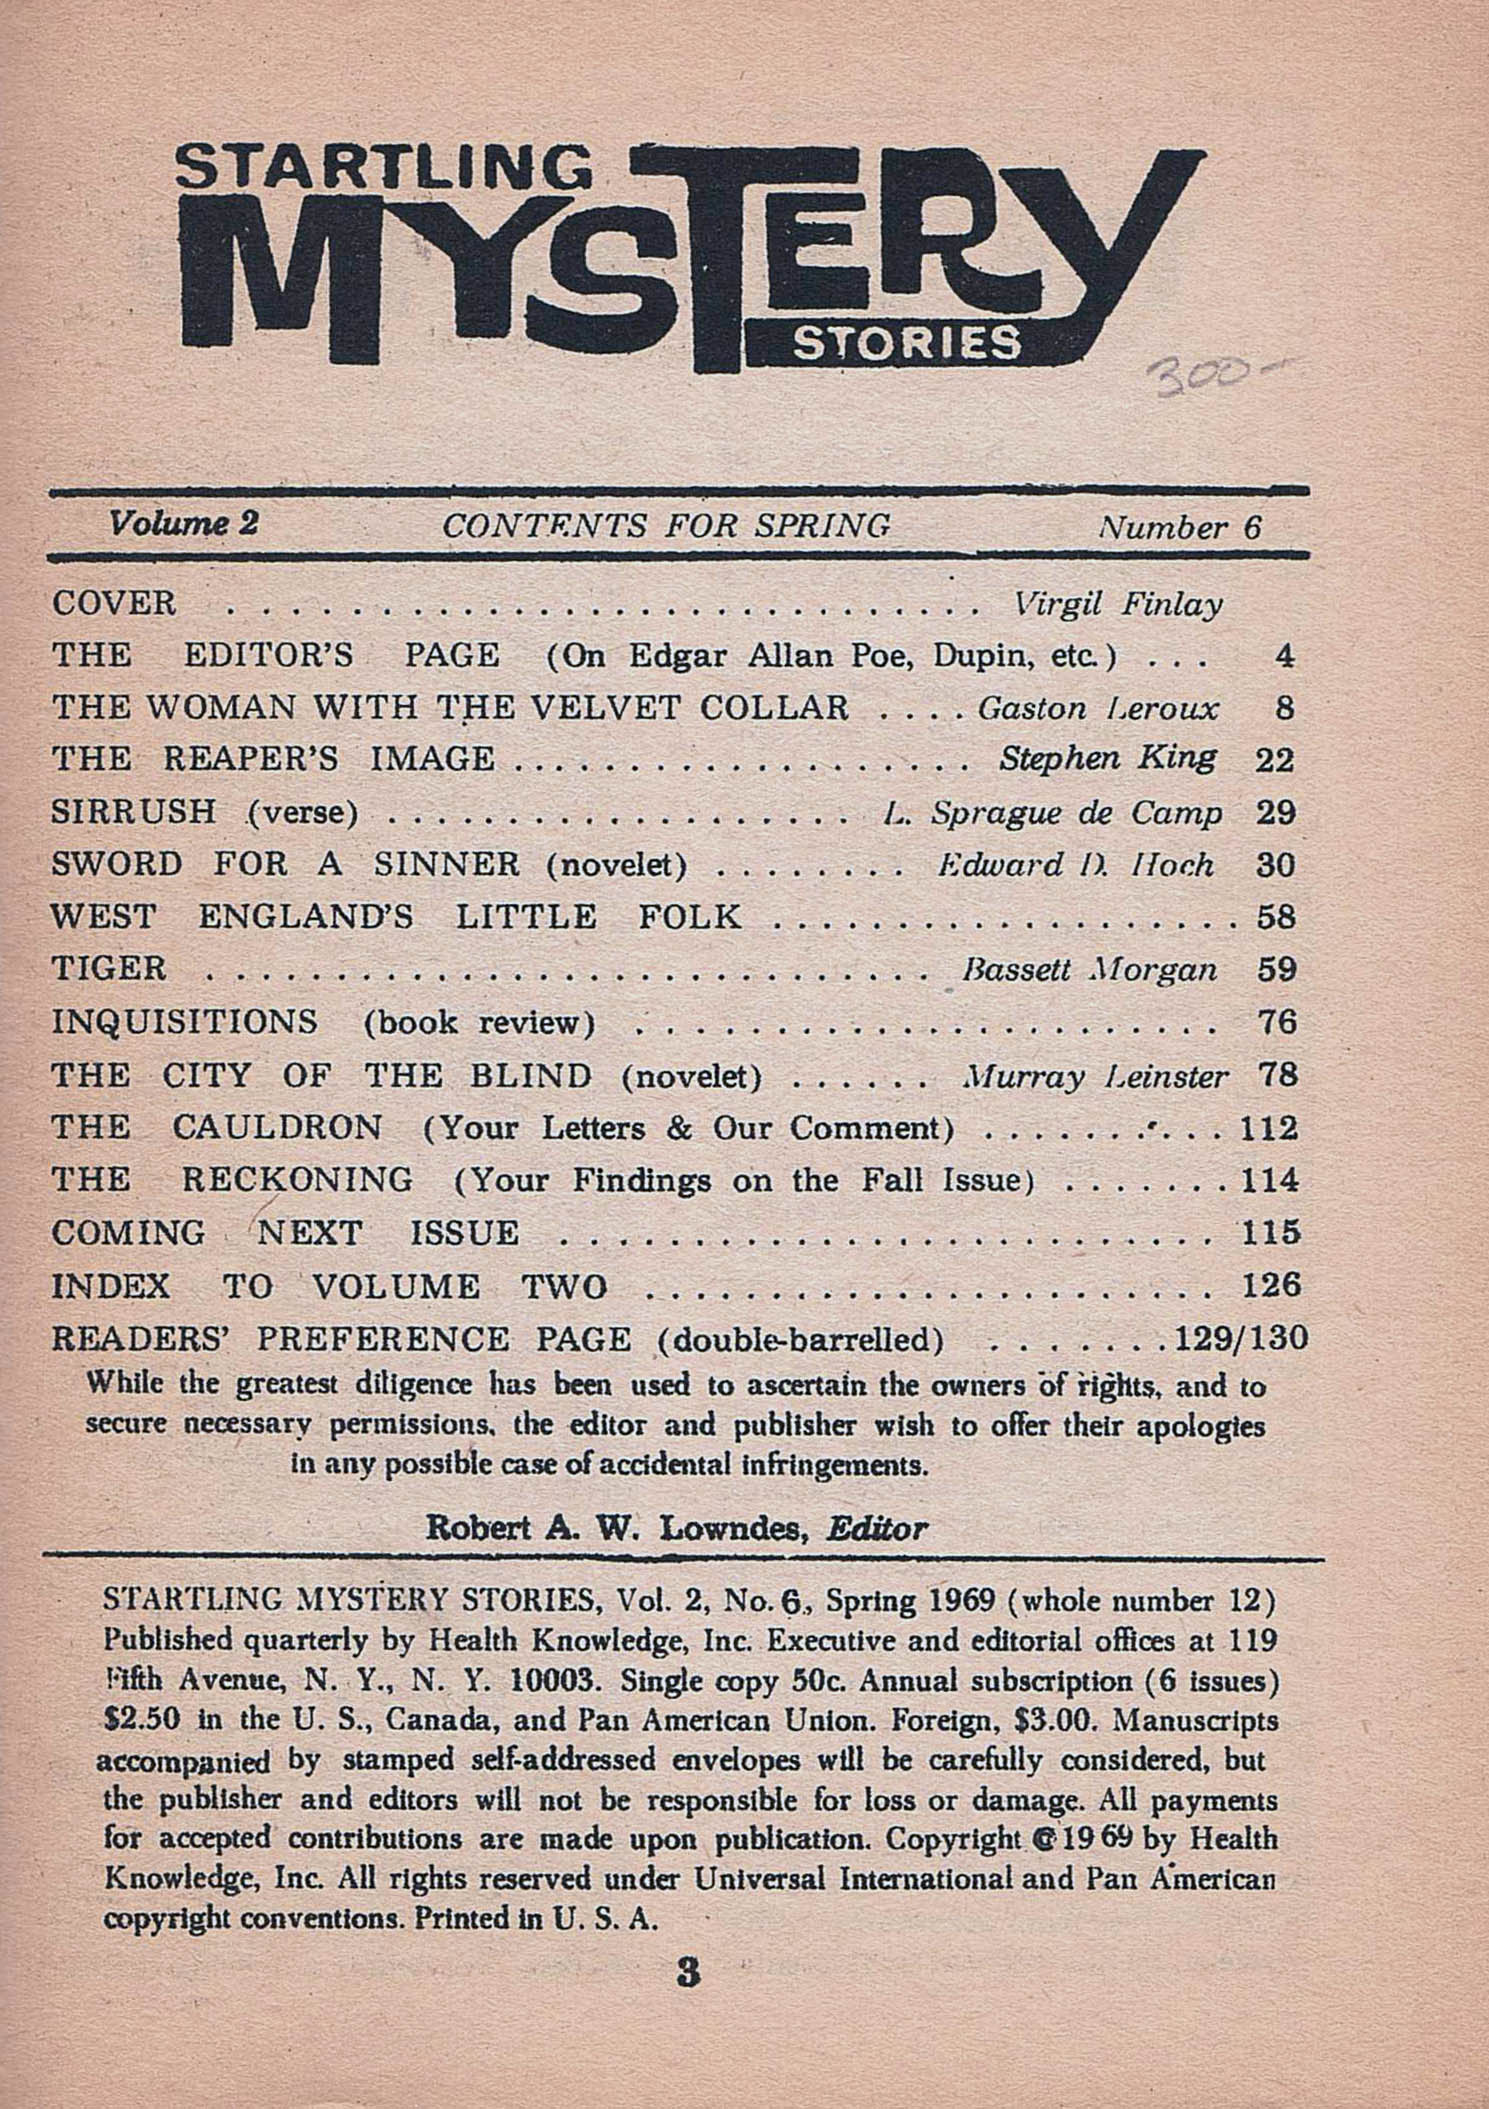 STARTLING
MYSTERY
STORIES
300-
Volume 2 CONTENTS FOR SPRING Number 6
COVER . . . . . . . . . . . . . . . . . . . . . . . . . . Virgil Finlay
THE EDITOR'S PAGE (On Edgar Allan Poe, Dupin, etc.) . . . 4
THE WOMAN WITH THE VELVET COLLAR . . . . Gaston Leroux 8
THE REAPER'S IMAGE . . . . . . . . . . . . . . . . . . . Stephen King 22
SIRRUSH (verse) . . . . . . . . . . . . . . . . . . . L. Sprague de Camp 29
SWORD FOR A SINNER (novelet) . . . . . . . . Edward D. Hoch 30
WEST ENGLAND'S LITTLE FOLK . . . . . . . . . . . . . . . . . . 58
TIGER . . . . . . . . . . . . . . . . . . . . . . . . . . Bassett Morgan 59
INQUISITIONS (book review) . . . . . . . . . . . . . . . . . . . . . . 76
THE CITY OF THE BLIND (novelet) . . . . . . Murray Leinster 78
THE CAULDRON (Your Letters & Our Comment) . . . . . . . . . . 112
THE RECKONING (Your Findings on the Fall Issue) . . . . . . . 114
COMING NEXT ISSUE . . . . . . . . . . . . . . . . . . . . . . . . 115
INDEX TO VOLUME TWO . . . . . . . . . . . . . . . . . . . . . . 126
READERS' PREFERENCE PAGE (double-barrelled) . . . . . . . 129/130
While the greatest diligence has been used to ascertain the owners of rights, and to
secure necessary permissions, the editor and publisher wish to offer their apologies
in any possible case of accidental infringements.
Robert A. W. Lowndes, Editor
STARTLING MYSTERY STORIES, Vol. 2, No. 6, Spring 1969 (whole number 12)
Published quarterly by Health Knowledge, Inc. Executive and editorial offices at 119
Fifth Avenue, N. Y., N. Y. 10003. Single copy 50c. Annual subscription (6 issues)
$2.50 in the U. S., Canada, and Pan American Union. Foreign, $3.00. Manuscripts
accompanied by stamped self-addressed envelopes will be carefully considered, but
the publisher and editors will not be responsible for loss or damage. All payments
for accepted contributions are made upon publication. Copyright © 1969 by Health
Knowledge, Inc. All rights reserved under Universal International and Pan American
copyright conventions. Printed in U. S. A.
3